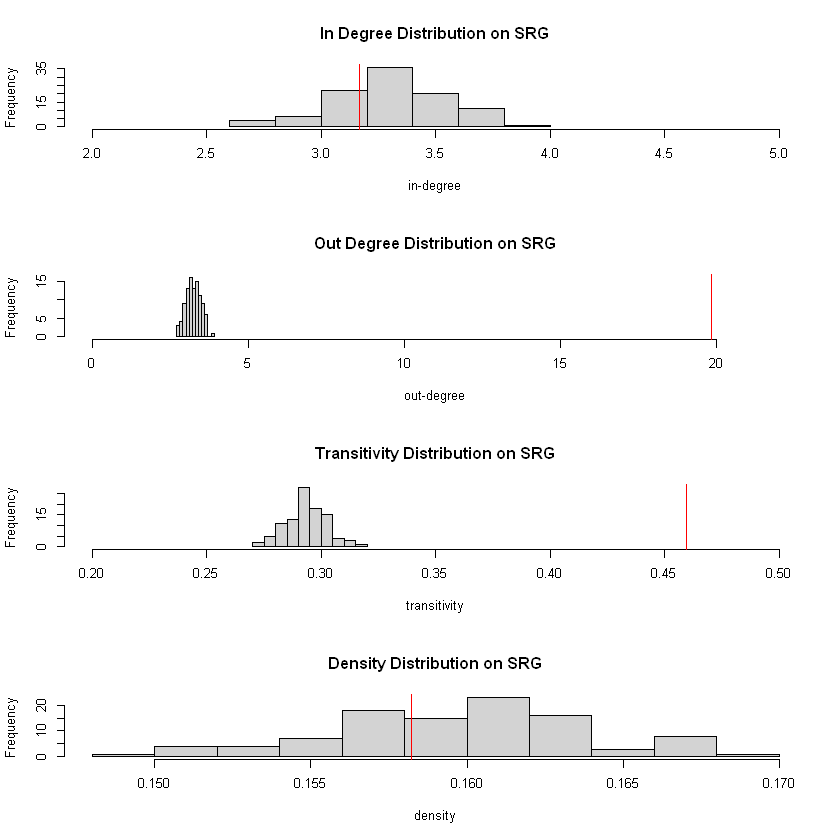 In Degree Distribution on SRG
Frequency
0 15 35
2.0 2.5 3.0 3.5 4.0 4.5 5.0
in-degree
Out Degree Distribution on SRG
Frequency
0 5 15
0 5 10 15 20
out-degree
Transitivity Distribution on SRG
Frequency
0 15
0.20 0.25 0.30 0.35 0.40 0.45 0.50
transitivity
Density Distribution on SRG
Frequency
0 10 20
0.150 0.155 0.160 0.165 0.170
density